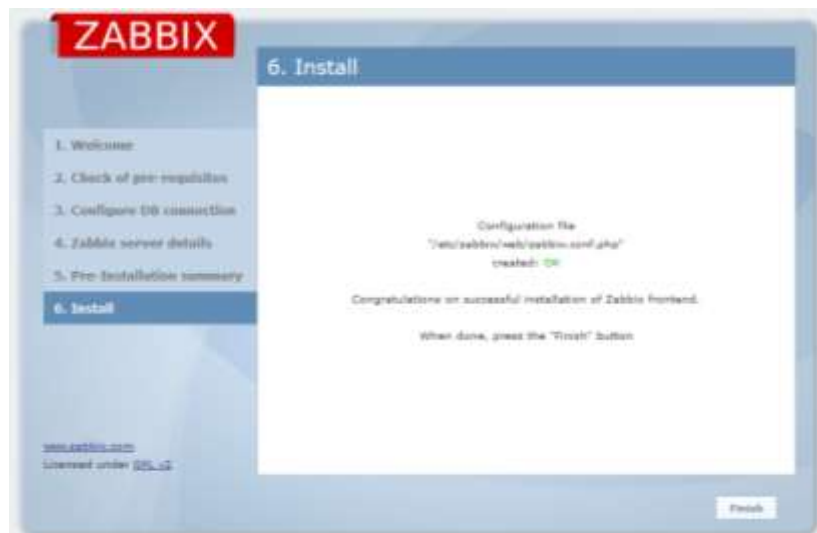 ZABBIX
6. Install
1. Welcome
2. Check of pre-requisites
3. Configure DB connection
4. Zabbix server details
5. Pre-Installation summary
6. Install
Configuration file
"/etc/zabbix/web/zabbix.conf.php"
created: OK
Congratulations on successful installation of Zabbix frontend.
When done, press the "Finish" button
www.zabbix.com
Licensed under GPL v2
Finish